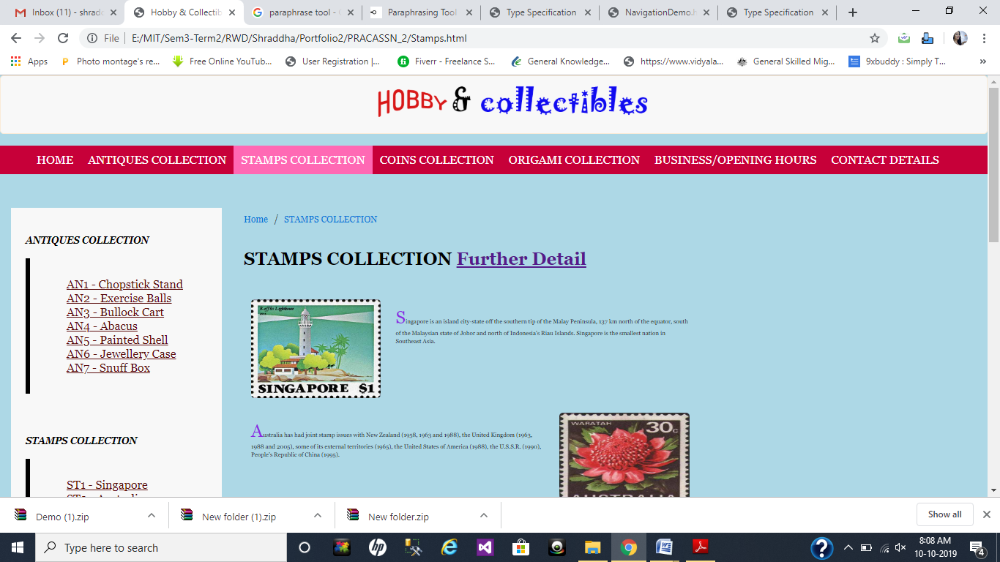 Inbox (11) - shrado
Hobby & Collectib
paraphrase tool - G
Paraphrasing Tool
Type Specification
NavigationDemo.h
Type Specification
File | E:/MIT/Sem3-Term2/RWD/Shraddha/Portfolio2/PRACASSN_2/Stamps.html
Apps
Photo montage's re...
Free Online YouTub...
User Registration |...
Fiverr - Freelance S...
General Knowledge...
https://www.vidyala...
General Skilled Mig...
9xbuddy : Simply T...
»
HOBBY & collectibles
HOME ANTIQUES COLLECTION STAMPS COLLECTION COINS COLLECTION ORIGAMI COLLECTION BUSINESS/OPENING HOURS CONTACT DETAILS
ANTIQUES COLLECTION
AN1 - Chopstick Stand
AN2 - Exercise Balls
AN3 - Bullock Cart
AN4 - Abacus
AN5 - Painted Shell
AN6 - Jewellery Case
AN7 - Snuff Box
STAMPS COLLECTION
ST1 - Singapore
Home / STAMPS COLLECTION
STAMPS COLLECTION Further Detail
Raffles Lighthouse
SINGAPORE $1
Singapore is an island city-state off the southern tip of the Malay Peninsula, 137 km north of the equator, south
of the Malaysian state of Johor and north of Indonesia's Riau Islands. Singapore is the smallest nation in
Southeast Asia.
Australia has had joint stamp issues with New Zealand (1958, 1963 and 1988), the United Kingdom (1963,
1988 and 2005), some of its external territories (1965), the United States of America (1988), the U.S.S.R. (1990),
People's Republic of China (1995).
WARATAH 30c
AUSTRALIA
Demo (1).zip
New folder (1).zip
New folder.zip
Show all
Type here to search
8:08 AM
10-10-2019
4